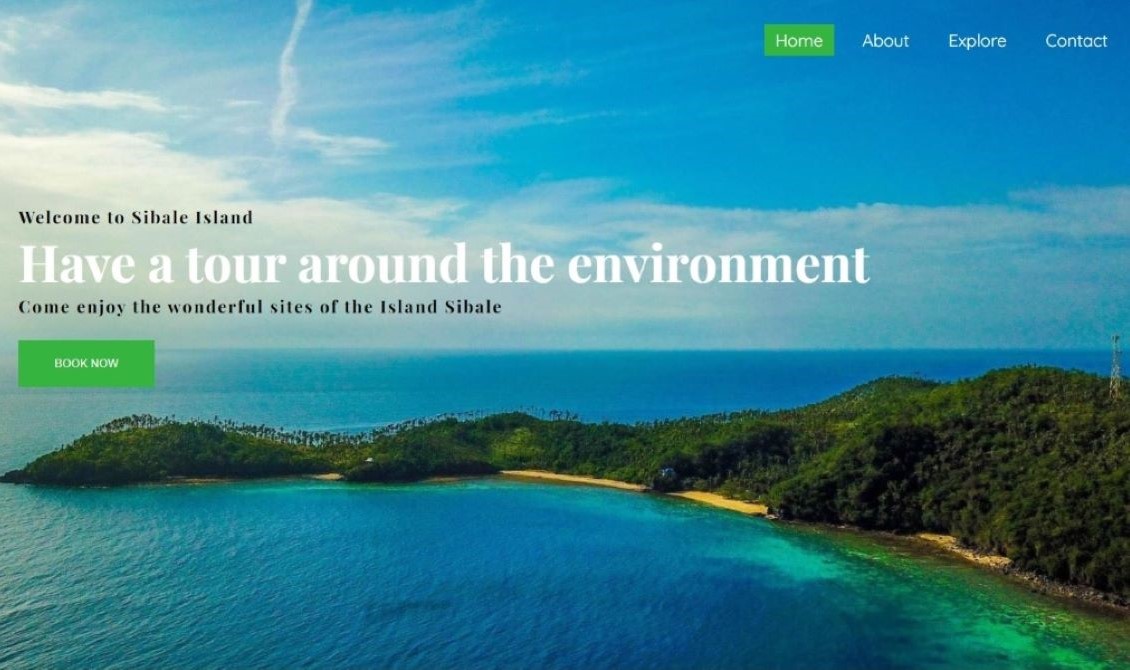 Home About Explore Contact
Welcome to Sibale Island
Have a tour around the environment
Come enjoy the wonderful sites of the Island Sibale
BOOK NOW